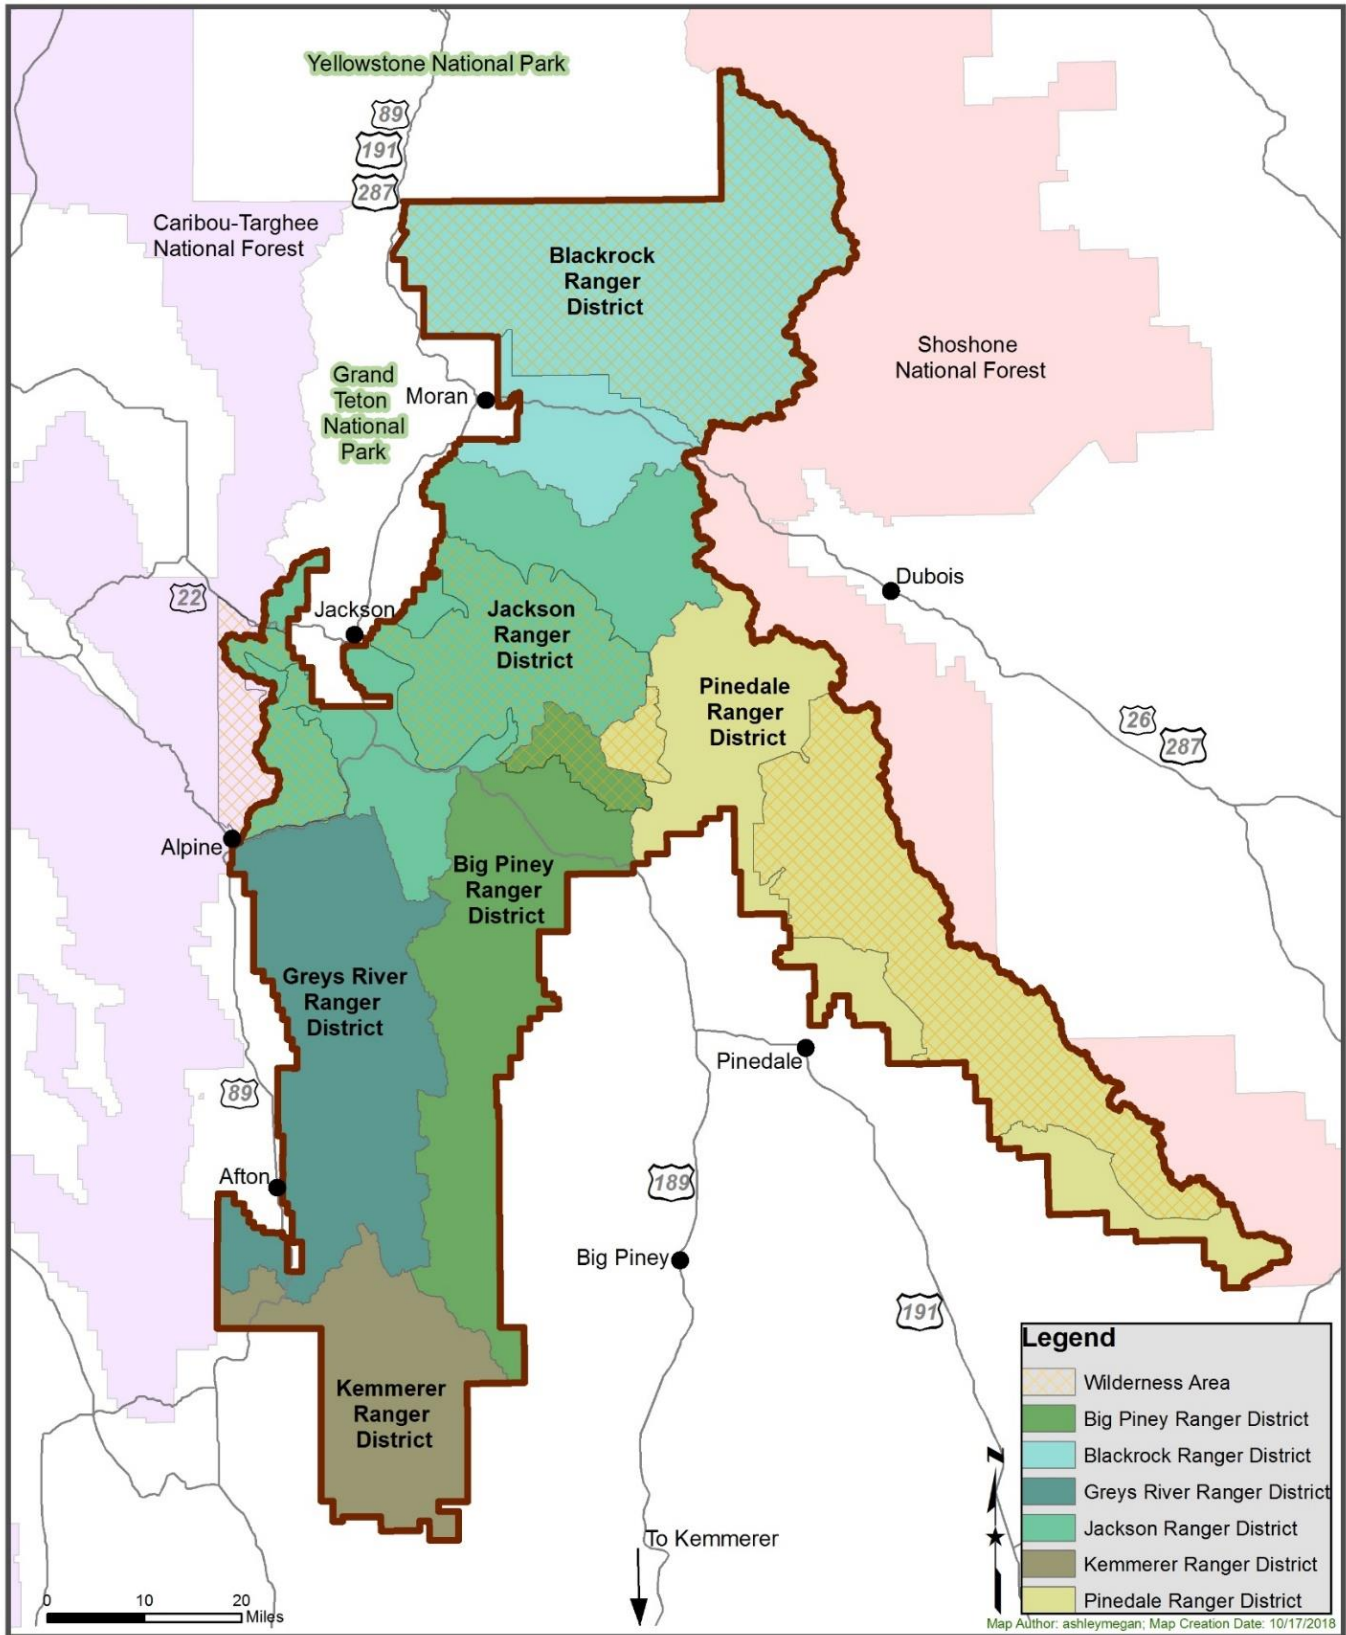 Yellowstone National Park
89
191
287
Caribou-Targhee
National Forest
Blackrock
Ranger
District
Shoshone
National Forest
Grand
Teton
National
Park
Moran
Dubois
22
Jackson
Jackson
Ranger
District
Pinedale
Ranger
District
26
287
Alpine
Big Piney
Ranger
District
Greys River
Ranger
District
Pinedale
89
Afton
189
Big Piney
191
Kemmerer
Ranger
District
To Kemmerer
Legend
Wilderness Area
Big Piney Ranger District
Blackrock Ranger District
Greys River Ranger District
Jackson Ranger District
Kemmerer Ranger District
Pinedale Ranger District
N
0 10 20
Miles
Map Author: ashleymegan; Map Creation Date: 10/17/2018